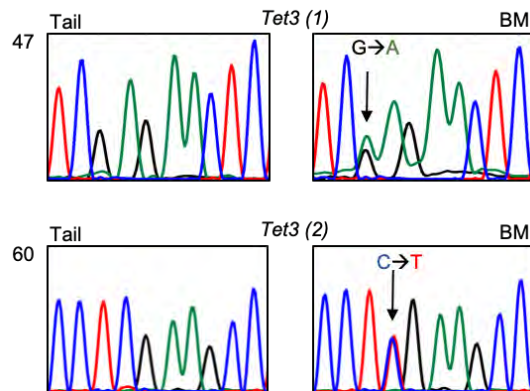 Tail Tet3 (1) BM
47
G→A
Tail Tet3 (2) BM
60
C→T